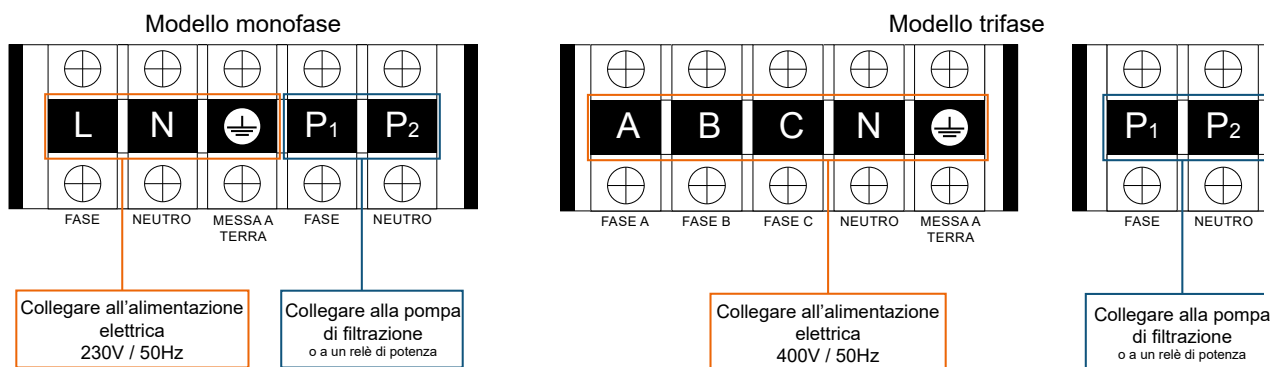 Modello monofase
L N P1 P2
FASE NEUTRO MESSA A TERRA FASE NEUTRO
Collegare all'alimentazione
elettrica
230V / 50Hz
Collegare alla pompa
di filtrazione
o a un relè di potenza
Modello trifase
A B C N P1 P2
FASE A FASE B FASE C NEUTRO MESSA A TERRA FASE NEUTRO
Collegare all'alimentazione
elettrica
400V / 50Hz
Collegare alla pompa
di filtrazione
o a un relè di potenza